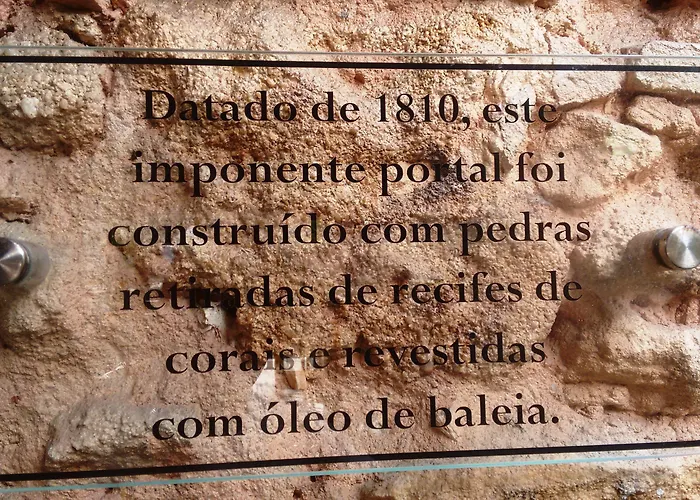 Datado de 1810, este
imponente portal foi
construído com pedras
retiradas de recifes de
corais e revestidas
com óleo de baleia.